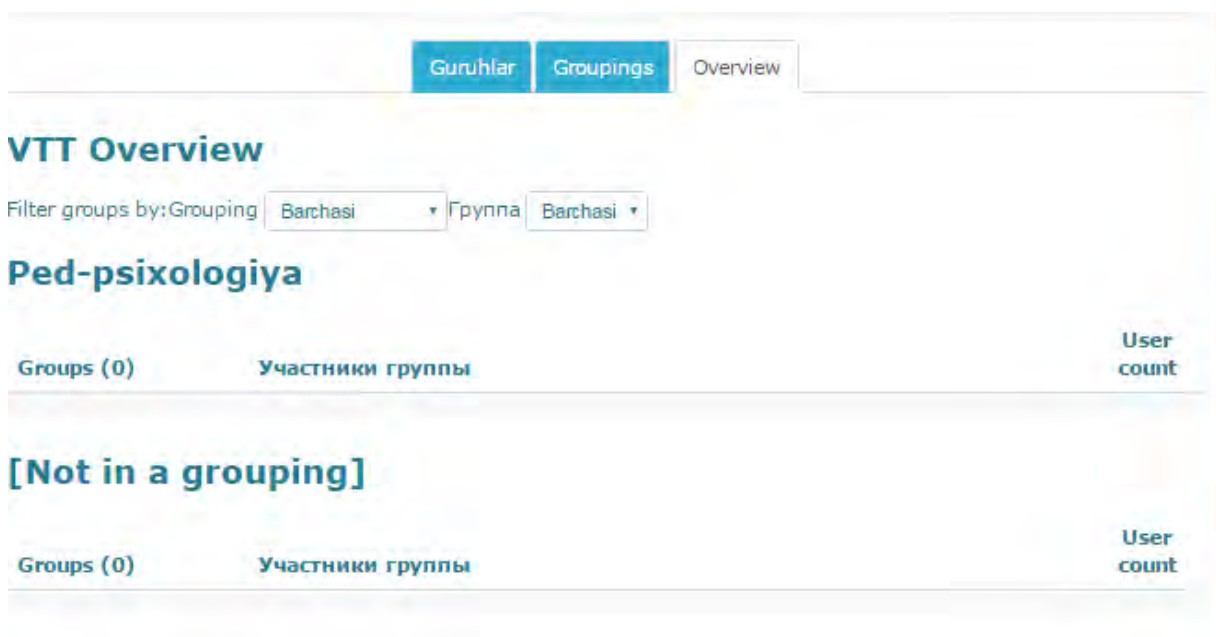 Guruhlar Groupings Overview
VTT Overview
Filter groups by:Grouping Barchasi Группа Barchasi
Ped-psixologiya
Groups (0) Участники группы User count
[Not in a grouping]
Groups (0) Участники группы User count